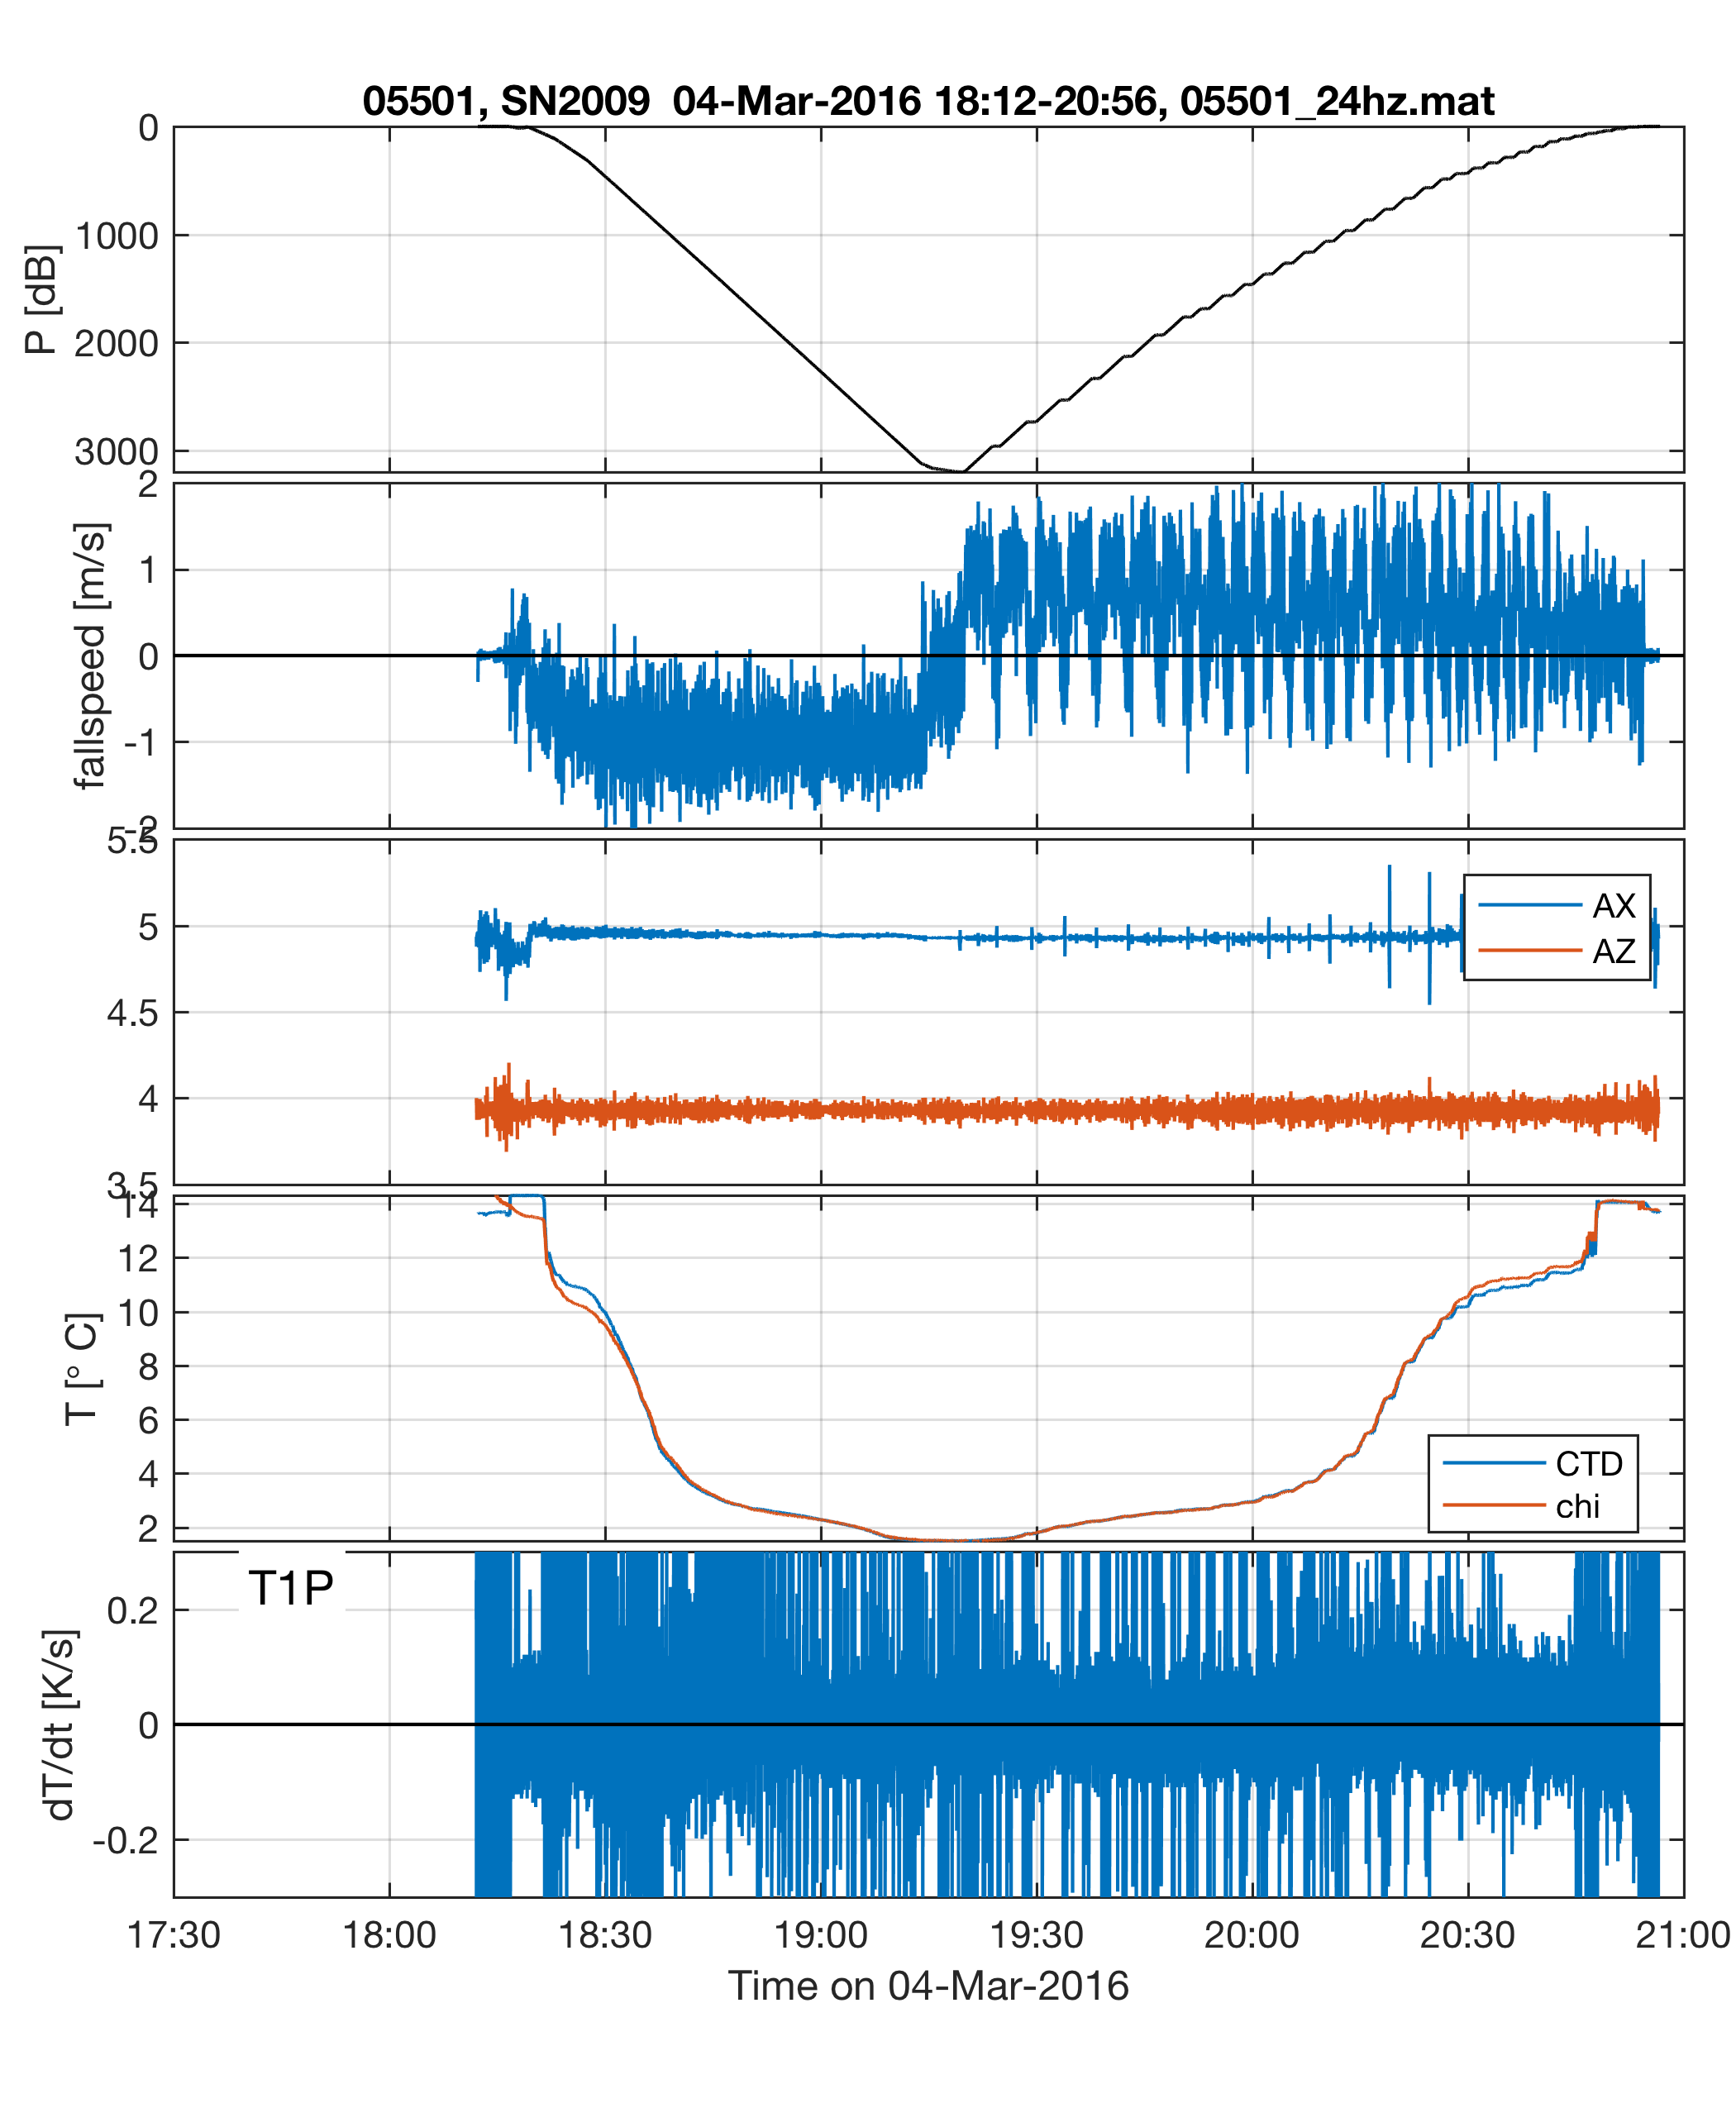 05501, SN2009  04-Mar-2016 18:12-20:56, 05501_24hz.mat
0
1000
2000
3000
P [dB]
2
1
0
-1
-2
fallspeed [m/s]
5.5
5
4.5
4
3.5
AX
AZ
14
12
10
8
6
4
2
T [° C]
CTD
chi
T1P
0.2
0
-0.2
dT/dt [K/s]
17:30 18:00 18:30 19:00 19:30 20:00 20:30 21:00
Time on 04-Mar-2016